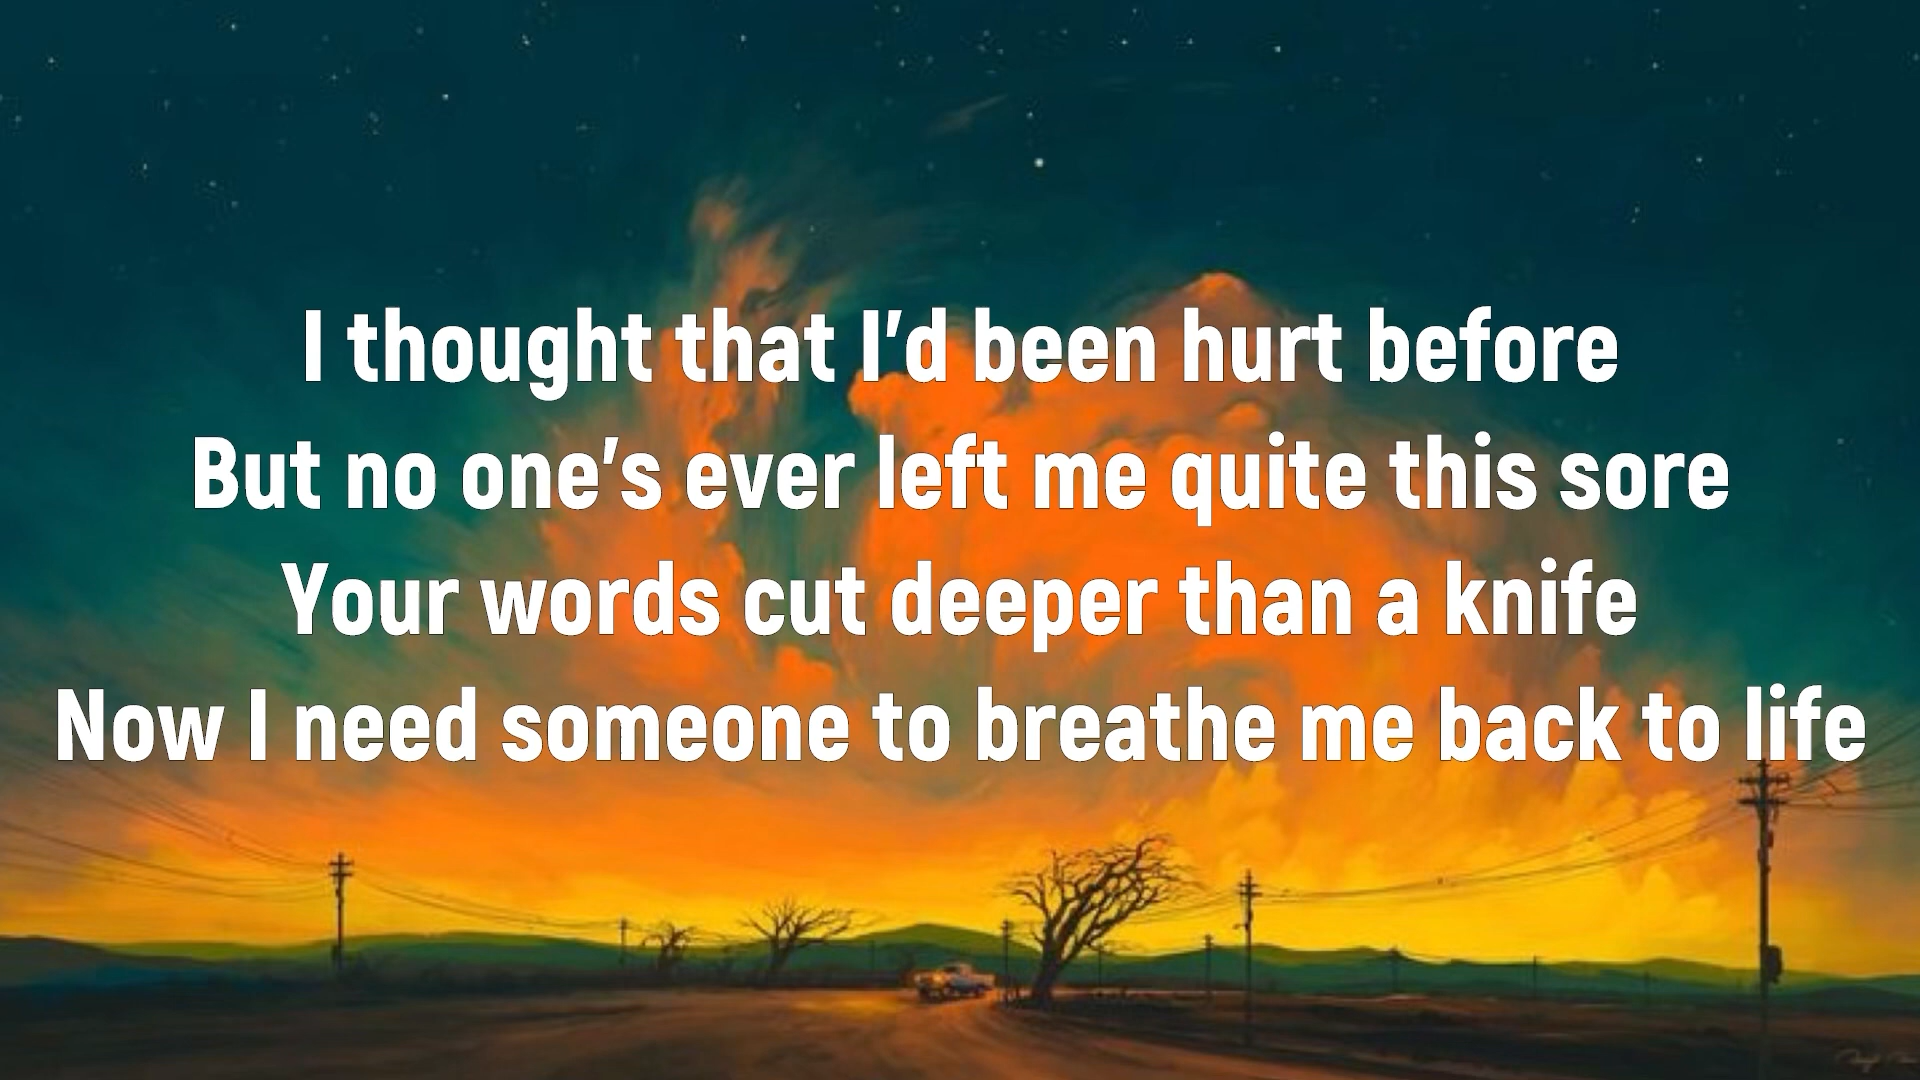 I thought that I'd been hurt before
But no one's ever left me quite this sore
Your words cut deeper than a knife
Now I need someone to breathe me back to life